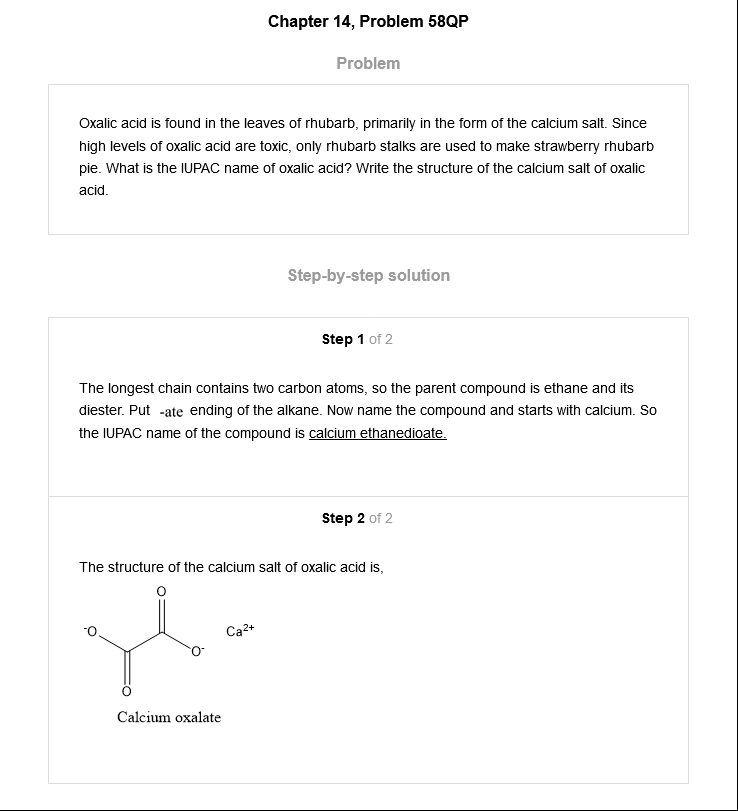 Chapter 14, Problem 58QP
Problem
Oxalic acid is found in the leaves of rhubarb, primarily in the form of the calcium salt. Since
high levels of oxalic acid are toxic, only rhubarb stalks are used to make strawberry rhubarb
pie. What is the IUPAC name of oxalic acid? Write the structure of the calcium salt of oxalic
acid.
Step-by-step solution
Step 1 of 2
The longest chain contains two carbon atoms, so the parent compound is ethane and its
diester. Put -ate ending of the alkane. Now name the compound and starts with calcium. So
the IUPAC name of the compound is calcium ethanedioate.
Step 2 of 2
The structure of the calcium salt of oxalic acid is,
O
⁻O
Ca²⁺
O⁻
O
Calcium oxalate